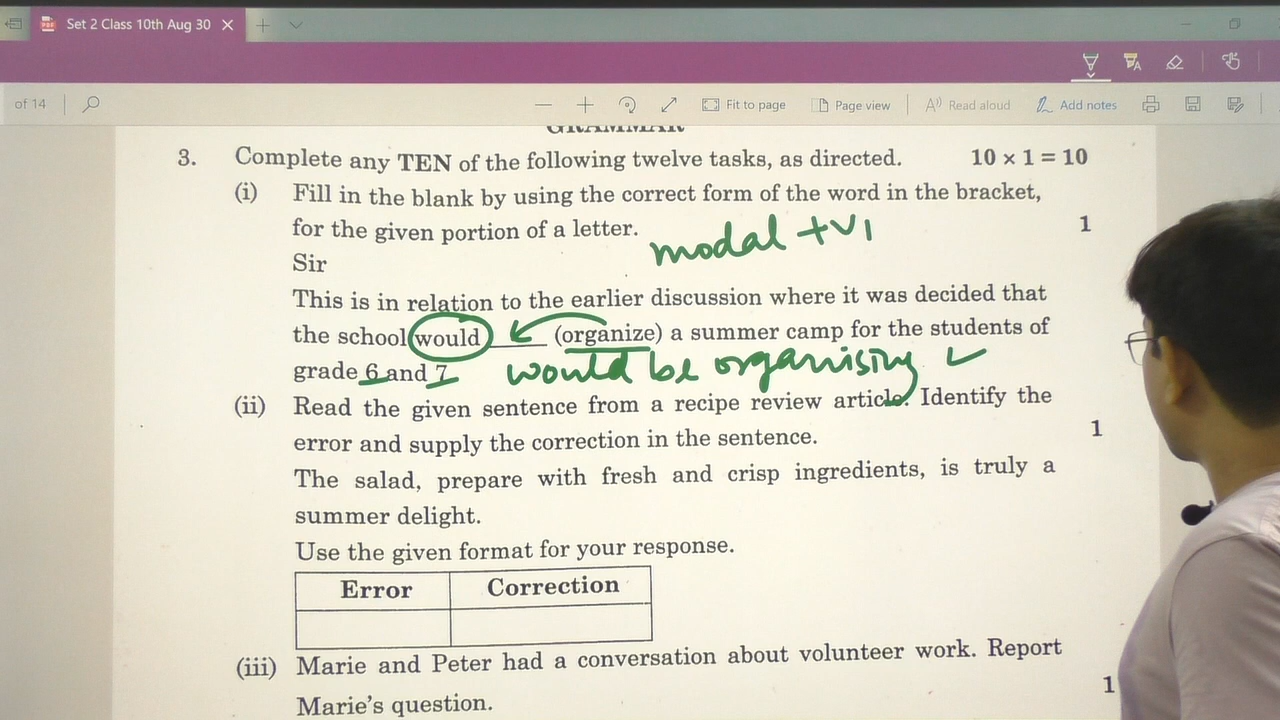 Set 2 Class 10th Aug 30
of 14
Fit to page
Page view
Read aloud
Add notes
GRAMMAR
3. Complete any TEN of the following twelve tasks, as directed. 10 × 1 = 10
(i) Fill in the blank by using the correct form of the word in the bracket,
for the given portion of a letter. 1
modal + V1
Sir
This is in relation to the earlier discussion where it was decided that
the school would _____ (organize) a summer camp for the students of
grade 6 and 7
would be organising ✓
(ii) Read the given sentence from a recipe review article. Identify the
error and supply the correction in the sentence. 1
The salad, prepare with fresh and crisp ingredients, is truly a
summer delight.
Use the given format for your response.
Error Correction
(iii) Marie and Peter had a conversation about volunteer work. Report
Marie's question. 1